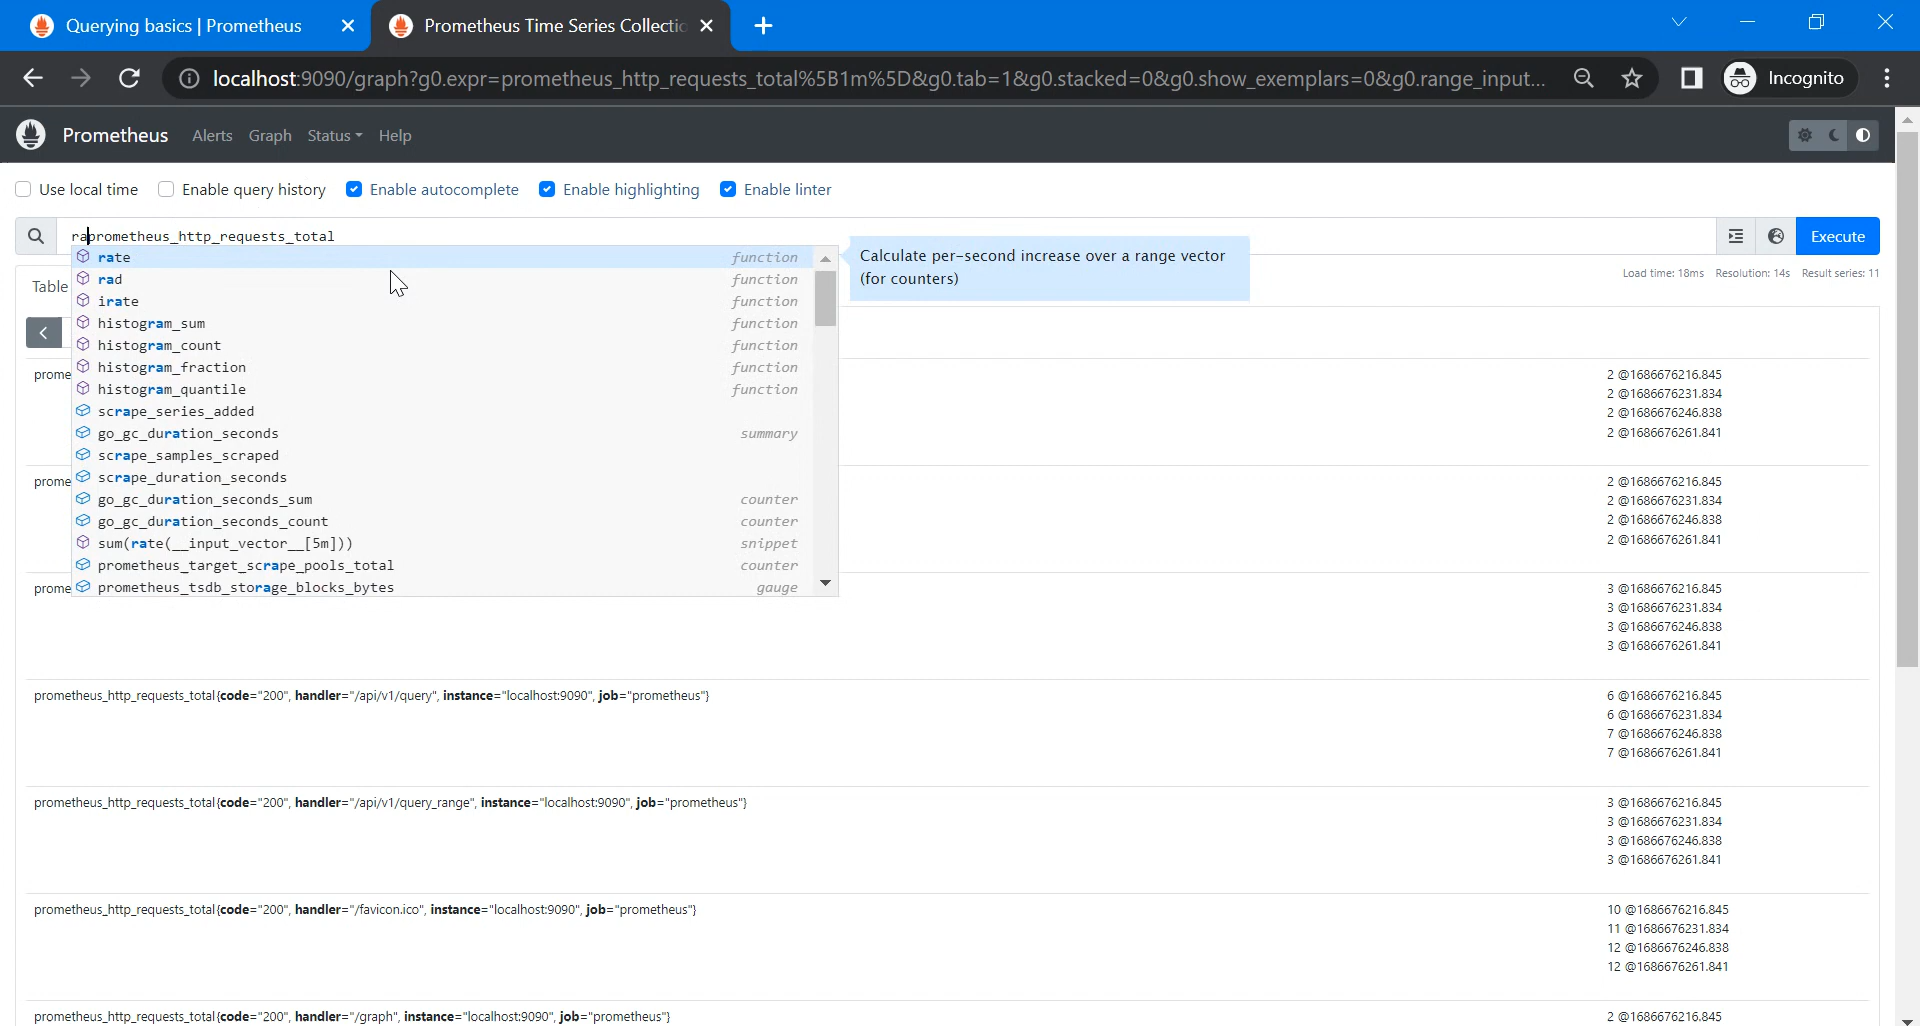 Querying basics | Prometheus
Prometheus Time Series Collectio
localhost:9090/graph?g0.expr=prometheus_http_requests_total%5B1m%5D&g0.tab=1&g0.stacked=0&g0.show_exemplars=0&g0.range_input...
Incognito
Prometheus Alerts Graph Status Help
Use local time Enable query history Enable autocomplete Enable highlighting Enable linter
raprometheus_http_requests_total
Execute
Load time: 18ms Resolution: 14s Result series: 11
Table
rate function
Calculate per-second increase over a range vector
(for counters)
rad function
irate function
histogram_sum function
histogram_count function
histogram_fraction function
histogram_quantile function
scrape_series_added
go_gc_duration_seconds summary
scrape_samples_scraped
scrape_duration_seconds
go_gc_duration_seconds_sum counter
go_gc_duration_seconds_count counter
sum(rate(__input_vector__[5m])) snippet
prometheus_target_scrape_pools_total counter
prometheus_tsdb_storage_blocks_bytes gauge
prome
2 @1686676216.845
2 @1686676231.834
2 @1686676246.838
2 @1686676261.841
prome
2 @1686676216.845
2 @1686676231.834
2 @1686676246.838
2 @1686676261.841
prome
3 @1686676216.845
3 @1686676231.834
3 @1686676246.838
3 @1686676261.841
prometheus_http_requests_total{code="200", handler="/api/v1/query", instance="localhost:9090", job="prometheus"}
6 @1686676216.845
6 @1686676231.834
7 @1686676246.838
7 @1686676261.841
prometheus_http_requests_total{code="200", handler="/api/v1/query_range", instance="localhost:9090", job="prometheus"}
3 @1686676216.845
3 @1686676231.834
3 @1686676246.838
3 @1686676261.841
prometheus_http_requests_total{code="200", handler="/favicon.ico", instance="localhost:9090", job="prometheus"}
10 @1686676216.845
11 @1686676231.834
12 @1686676246.838
12 @1686676261.841
prometheus_http_requests_total{code="200", handler="/graph", instance="localhost:9090", job="prometheus"}
2 @1686676216.845